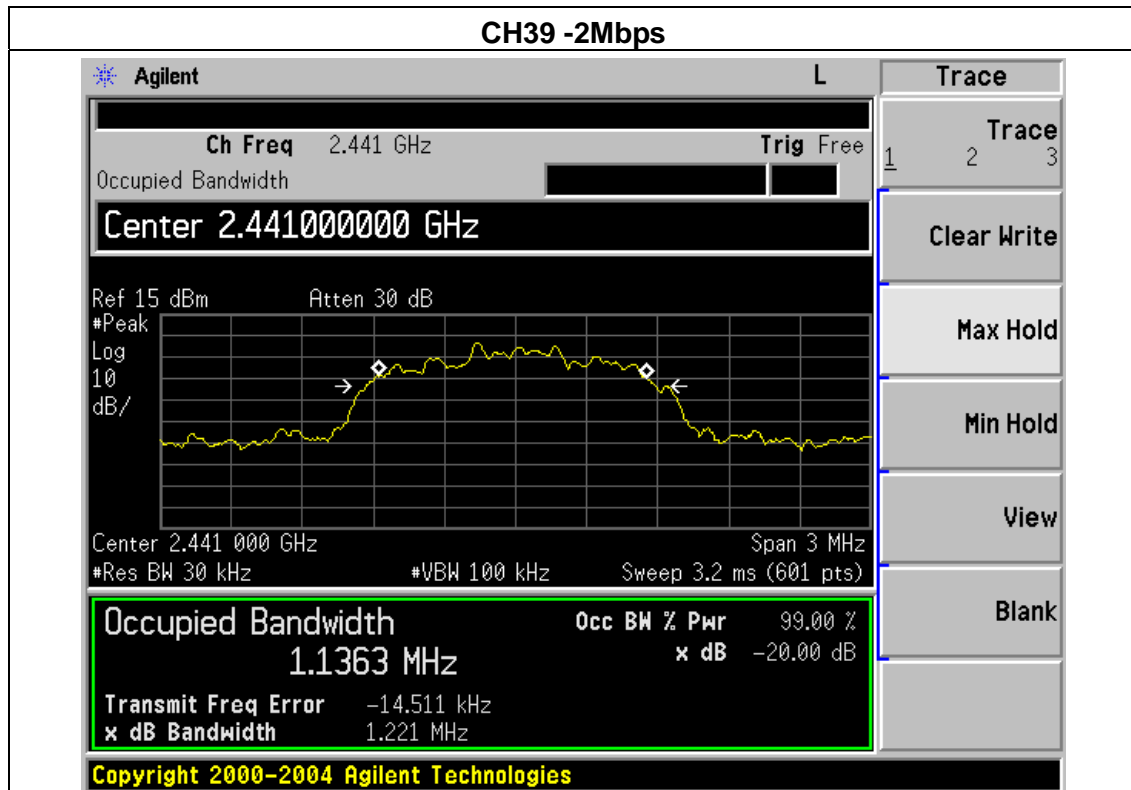 CH39 -2Mbps
Agilent L Trace
Ch Freq 2.441 GHz Trig Free
Occupied Bandwidth
Trace
1 2 3
Center 2.441000000 GHz
Clear Write
Ref 15 dBm Atten 30 dB
#Peak
Log
10
dB/
Max Hold
Min Hold
View
Center 2.441 000 GHz Span 3 MHz
#Res BW 30 kHz #VBW 100 kHz Sweep 3.2 ms (601 pts)
Blank
Occupied Bandwidth Occ BW % Pwr 99.00 %
1.1363 MHz x dB -20.00 dB
Transmit Freq Error -14.511 kHz
x dB Bandwidth 1.221 MHz
Copyright 2000-2004 Agilent Technologies